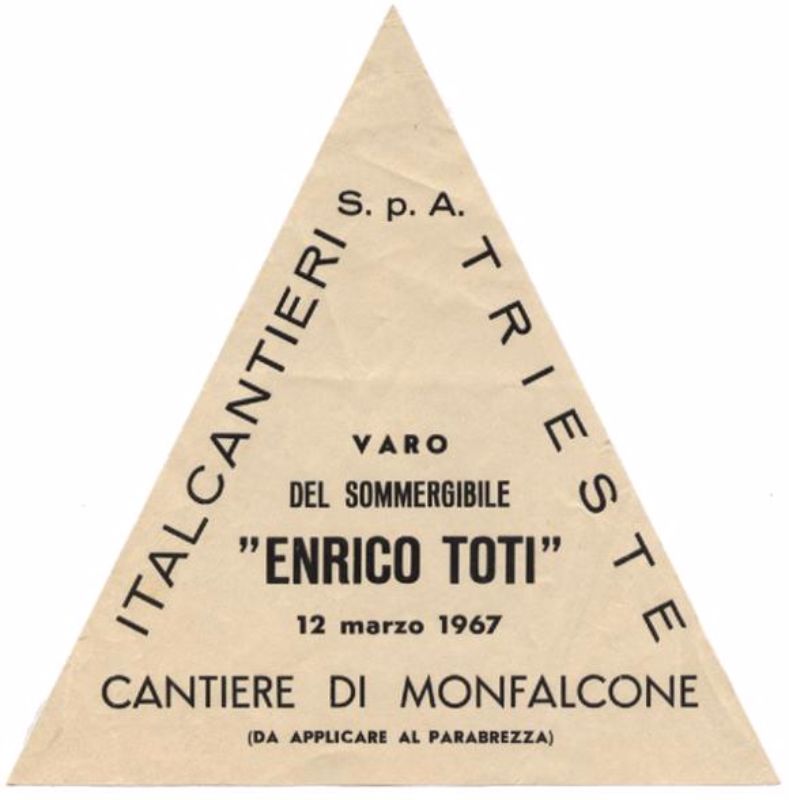 ITALCANTIERI
S. p. A.
TRIESTE
VARO
DEL SOMMERGIBILE
"ENRICO TOTI"
12 marzo 1967
CANTIERE DI MONFALCONE
(DA APPLICARE AL PARABREZZA)